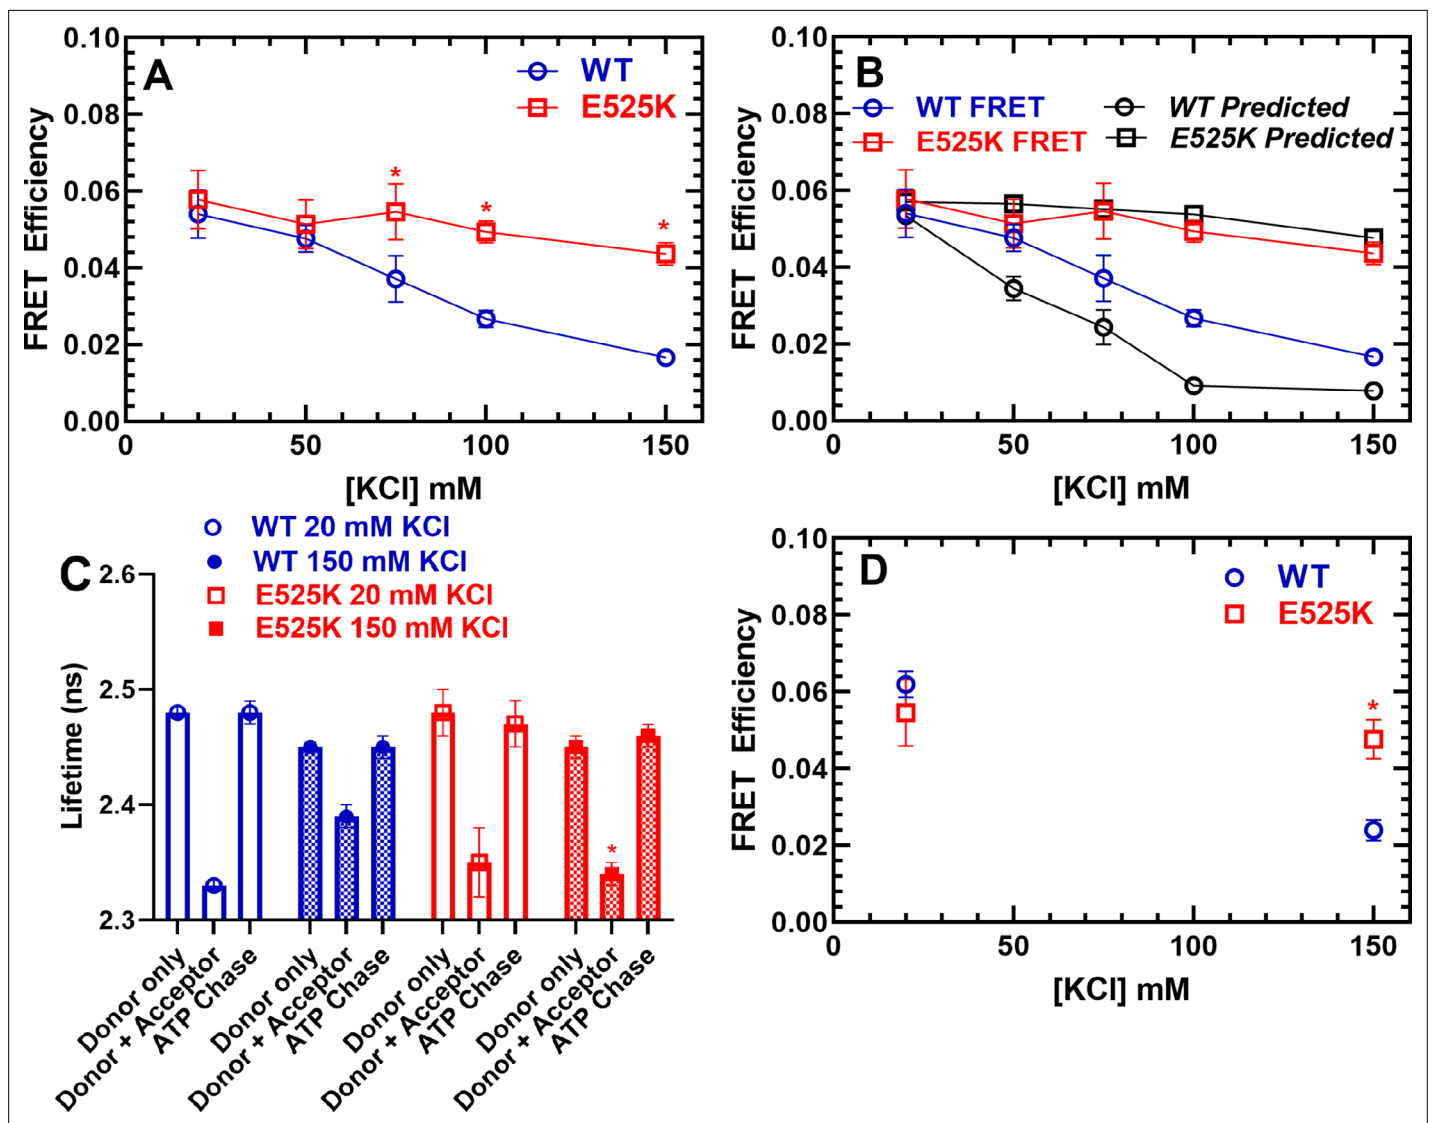 A
WT
E525K
0.10
0.08
0.06
0.04
0.02
0.00
FRET Efficiency
*
*
*
0
50
100
150
[KCl] mM
B
WT FRET
E525K FRET
WT Predicted
E525K Predicted
0.10
0.08
0.06
0.04
0.02
0.00
FRET Efficiency
0
50
100
150
[KCl] mM
C
WT 20 mM KCl
WT 150 mM KCl
E525K 20 mM KCl
E525K 150 mM KCl
2.6
2.5
2.4
2.3
Lifetime (ns)
*
Donor only
Donor + Acceptor
ATP Chase
Donor only
Donor + Acceptor
ATP Chase
Donor only
Donor + Acceptor
ATP Chase
Donor only
Donor + Acceptor
ATP Chase
D
WT
E525K
0.10
0.08
0.06
0.04
0.02
0.00
FRET Efficiency
*
0
50
100
150
[KCl] mM